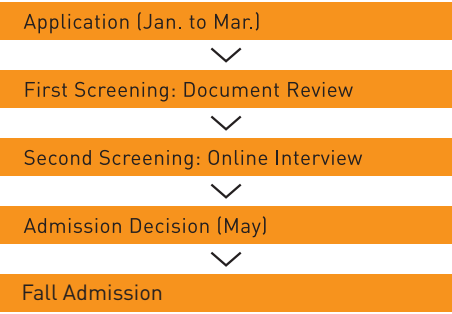 Application (Jan. to Mar.)
First Screening: Document Review
Second Screening: Online Interview
Admission Decision (May)
Fall Admission